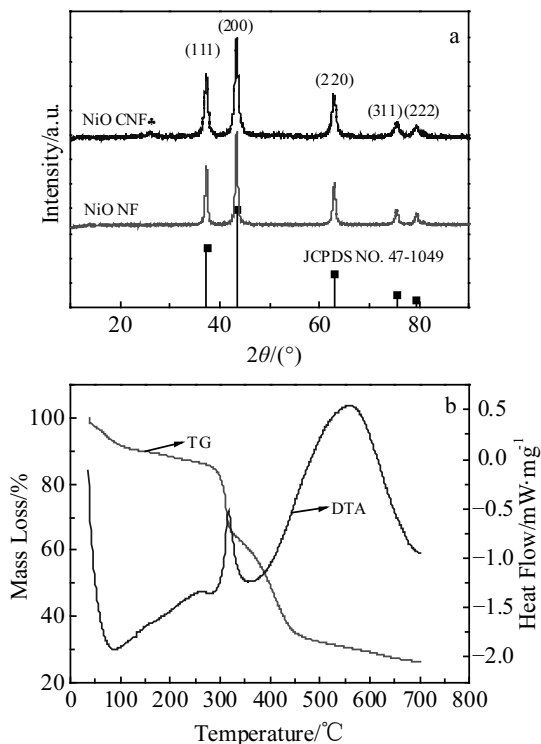 a
(200)
(111)
(220)
(311) (222)
NiO CNF♣
NiO NF
JCPDS NO. 47-1049
Intensity/a.u.
20 40 60 80
2θ/(°)
b
100
80
60
40
20
0.5
0.0
−0.5
−1.0
−1.5
−2.0
TG
DTA
Mass Loss/%
Heat Flow/mW·mg⁻¹
0 100 200 300 400 500 600 700 800
Temperature/℃